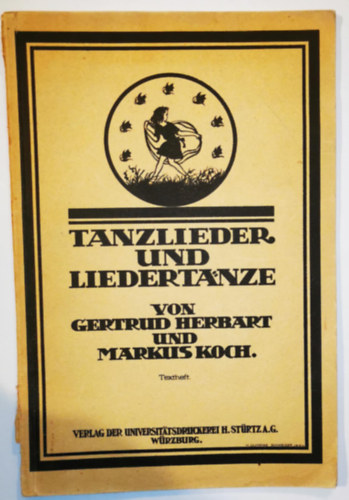 TANZLIEDER
UND
LIEDERTÄNZE
VON
GERTRUD HERBART
UND
MARKUS KOCH.
Textheft.
VERLAG DER UNIVERSITÄTSDRUCKEREI H. STÜRTZ A.G.
WÜRZBURG.